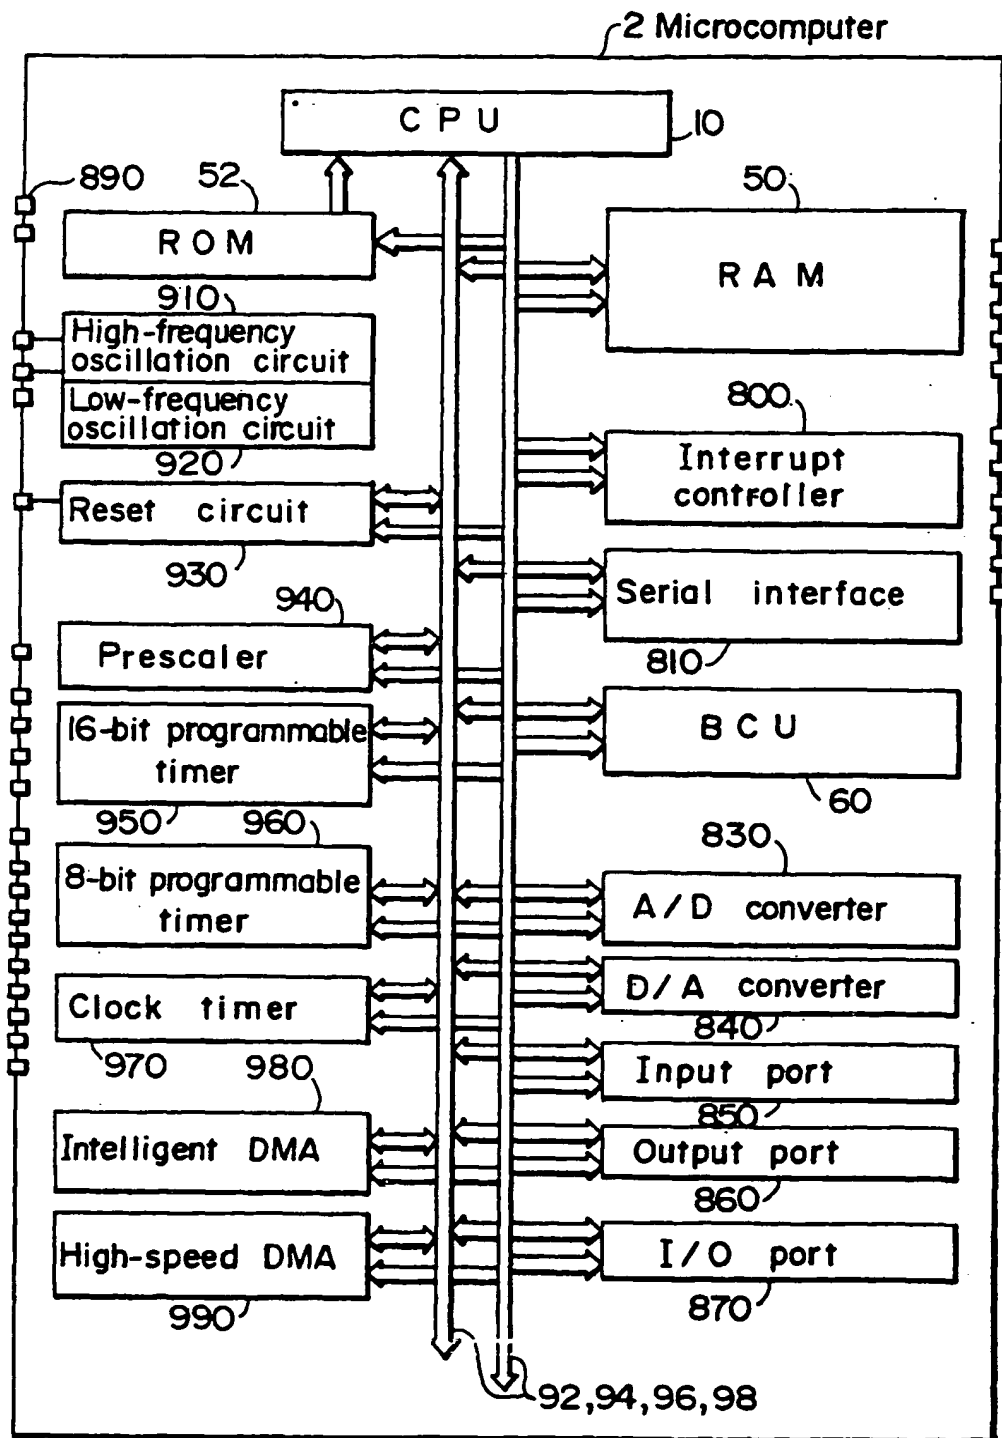 2 Microcomputer
CPU
10
890
52
50
ROM
RAM
910
High-frequency
oscillation circuit
Low-frequency
oscillation circuit
920
800
Interrupt
controller
Reset circuit
930
Serial interface
810
940
Prescaler
BCU
60
16-bit programmable
timer
950
960
830
8-bit programmable
timer
A/D converter
D/A converter
840
Clock timer
970
980
Input port
850
Intelligent DMA
Output port
860
High-speed DMA
990
I/O port
870
92,94,96,98